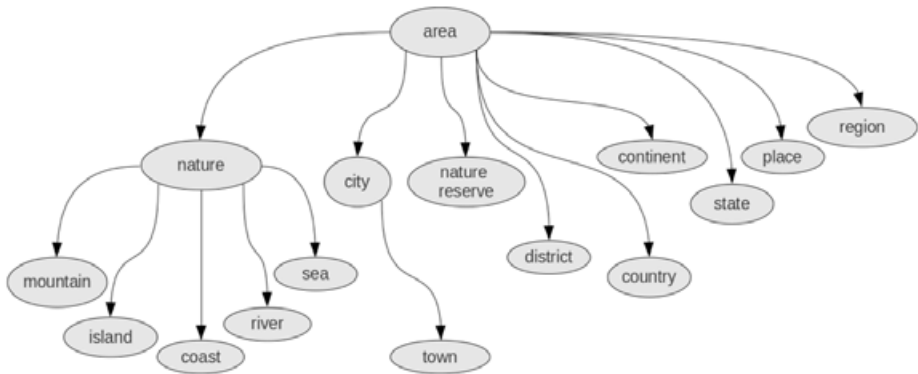 area
region
nature
city
nature
reserve
continent
place
state
mountain
island
coast
river
sea
district
country
town